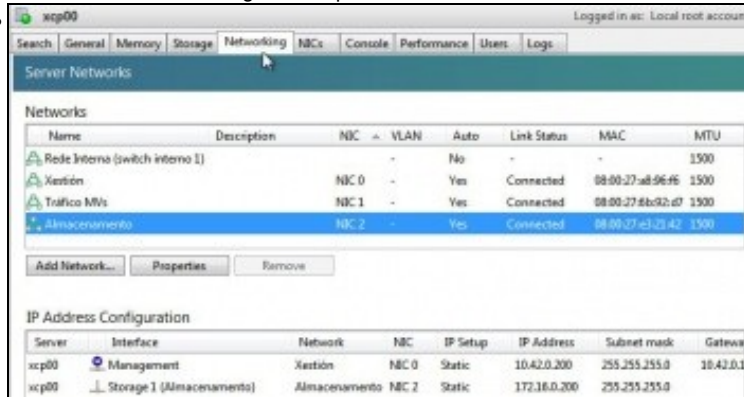 xcp00 Logged in as: Local root accoun
Search General Memory Storage Networking NICs Console Performance Users Logs
Server Networks
Networks
Name Description NIC VLAN Auto Link Status MAC MTU
Rede Interna (switch interno 1) - No - - 1500
Xestión NIC 0 - Yes Connected 08:00:27:a8:96:f6 1500
Tráfico MVs NIC 1 - Yes Connected 08:00:27:6b:92:d7 1500
Almacenamento NIC 2 - Yes Connected 08:00:27:e3:21:42 1500
Add Network... Properties Remove
IP Address Configuration
Server Interface Network NIC IP Setup IP Address Subnet mask Gatewa
xcp00 Management Xestión NIC 0 Static 10.42.0.200 255.255.255.0 10.42.0.1
xcp00 Storage 1 (Almacenamento) Almacenamento NIC 2 Static 172.16.0.200 255.255.255.0